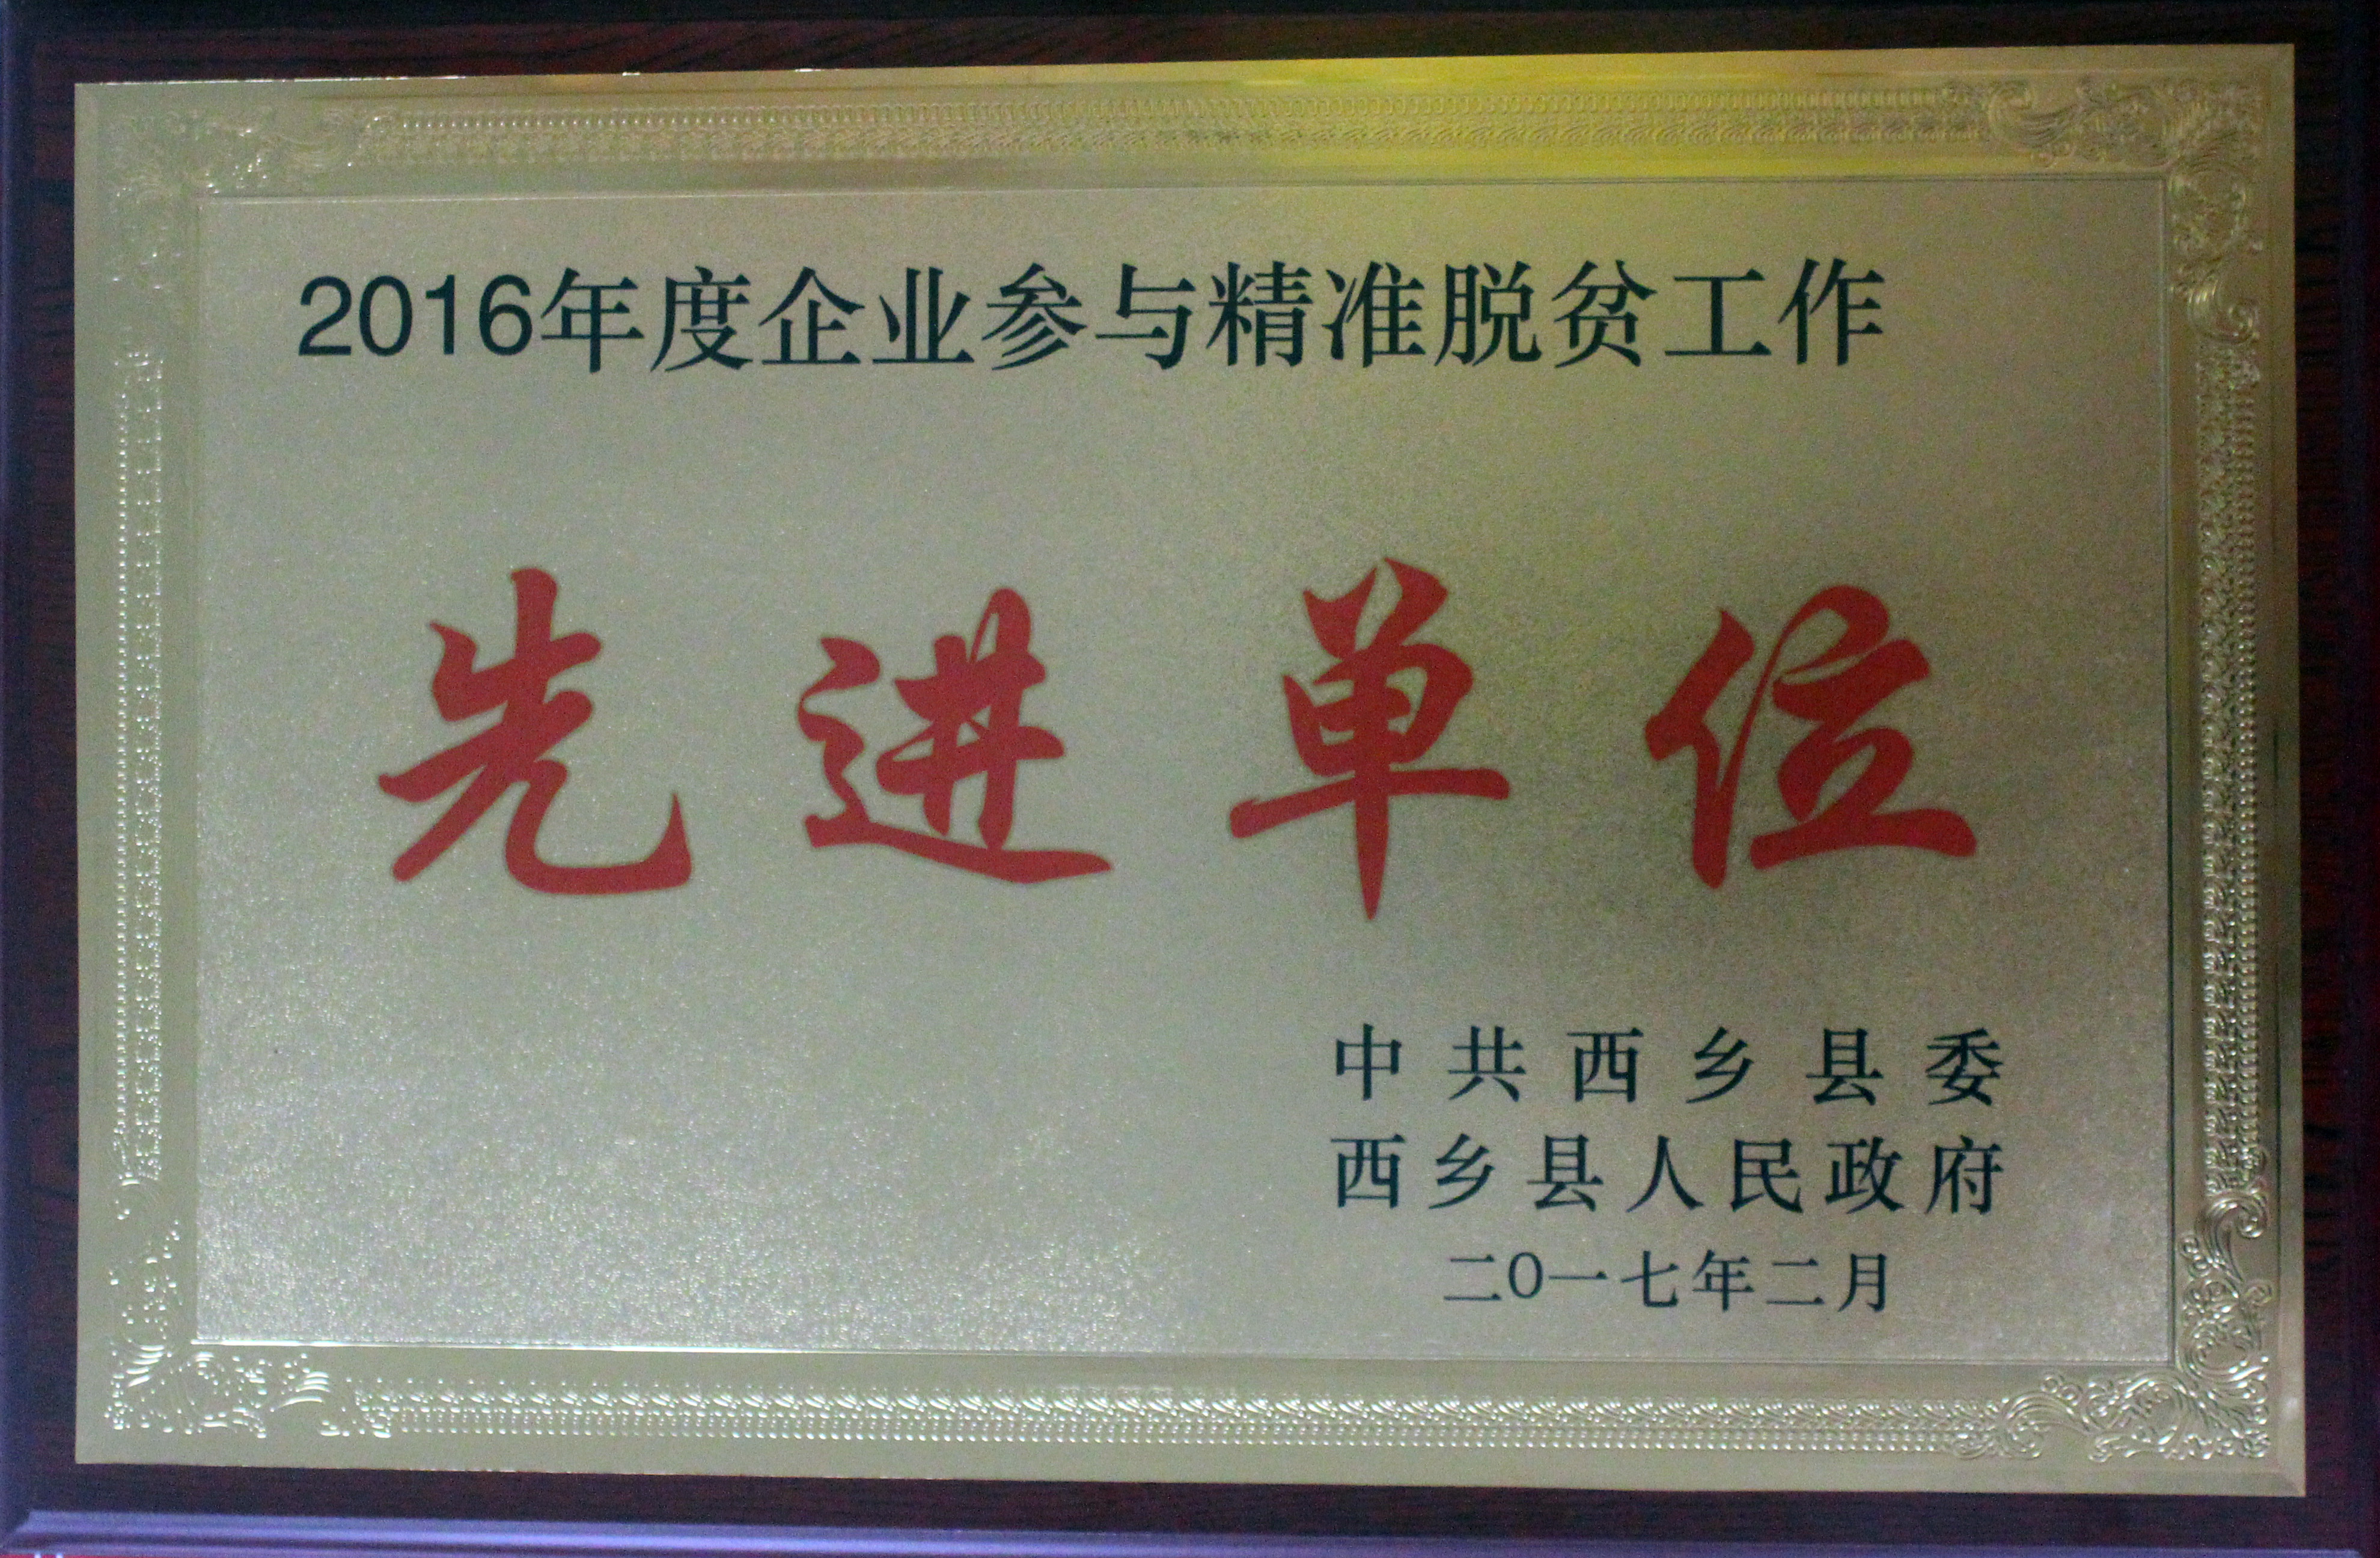 2016年度企业参与精准脱贫工作
先进单位
中共西乡县委
西乡县人民政府
二〇一七年二月